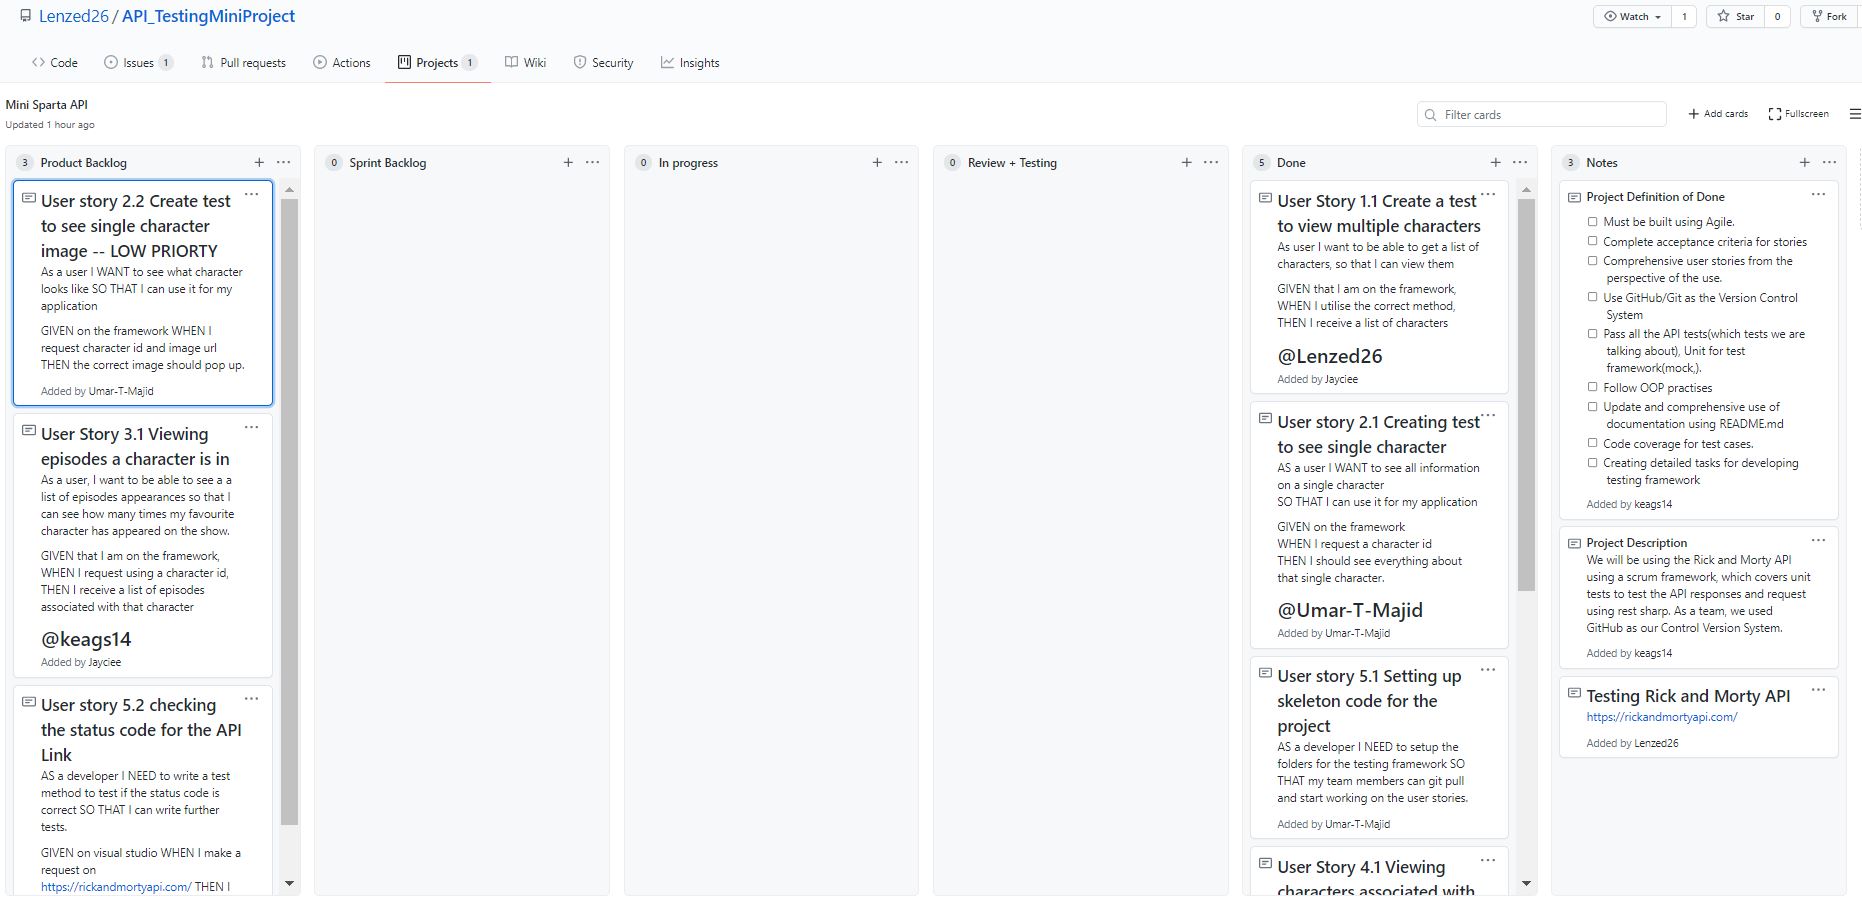 Lenzed26 / API_TestingMiniProject
Watch 1 Star 0 Fork
Code Issues 1 Pull requests Actions Projects 1 Wiki Security Insights
Mini Sparta API
Updated 1 hour ago
Filter cards
Add cards Fullscreen
3 Product Backlog
User story 2.2 Create test
to see single character
image -- LOW PRIORTY
As a user I WANT to see what character
looks like SO THAT I can use it for my
application
GIVEN on the framework WHEN I
request character id and image url
THEN the correct image should pop up.
Added by Umar-T-Majid
User Story 3.1 Viewing
episodes a character is in
As a user, I want to be able to see a a
list of episodes appearances so that I
can see how many times my favourite
character has appeared on the show.
GIVEN that I am on the framework,
WHEN I request using a character id,
THEN I receive a list of episodes
associated with that character
@keags14
Added by Jayciee
User story 5.2 checking
the status code for the API
Link
AS a developer I NEED to write a test
method to test if the status code is
correct SO THAT I can write further
tests.
GIVEN on visual studio WHEN I make a
request on
https://rickandmortyapi.com/ THEN I
0 Sprint Backlog
0 In progress
0 Review + Testing
5 Done
User Story 1.1 Create a test
to view multiple characters
As user I want to be able to get a list of
characters, so that I can view them
GIVEN that I am on the framework,
WHEN I utilise the correct method,
THEN I receive a list of characters
@Lenzed26
Added by Jayciee
User story 2.1 Creating test
to see single character
AS a user I WANT to see all information
on a single character
SO THAT I can use it for my application
GIVEN on the framework
WHEN I request a character id
THEN I should see everything about
that single character.
@Umar-T-Majid
Added by Umar-T-Majid
User story 5.1 Setting up
skeleton code for the
project
AS a developer I NEED to setup the
folders for the testing framework SO
THAT my team members can git pull
and start working on the user stories.
Added by Umar-T-Majid
User Story 4.1 Viewing
characters associated with
3 Notes
Project Definition of Done
Must be built using Agile.
Complete acceptance criteria for stories
Comprehensive user stories from the
perspective of the use.
Use GitHub/Git as the Version Control
System
Pass all the API tests(which tests we are
talking about), Unit for test
framework(mock,).
Follow OOP practises
Update and comprehensive use of
documentation using README.md
Code coverage for test cases.
Creating detailed tasks for developing
testing framework
Added by keags14
Project Description
We will be using the Rick and Morty API
using a scrum framework, which covers unit
tests to test the API responses and request
using rest sharp. As a team, we used
GitHub as our Control Version System.
Added by keags14
Testing Rick and Morty API
https://rickandmortyapi.com/
Added by Lenzed26